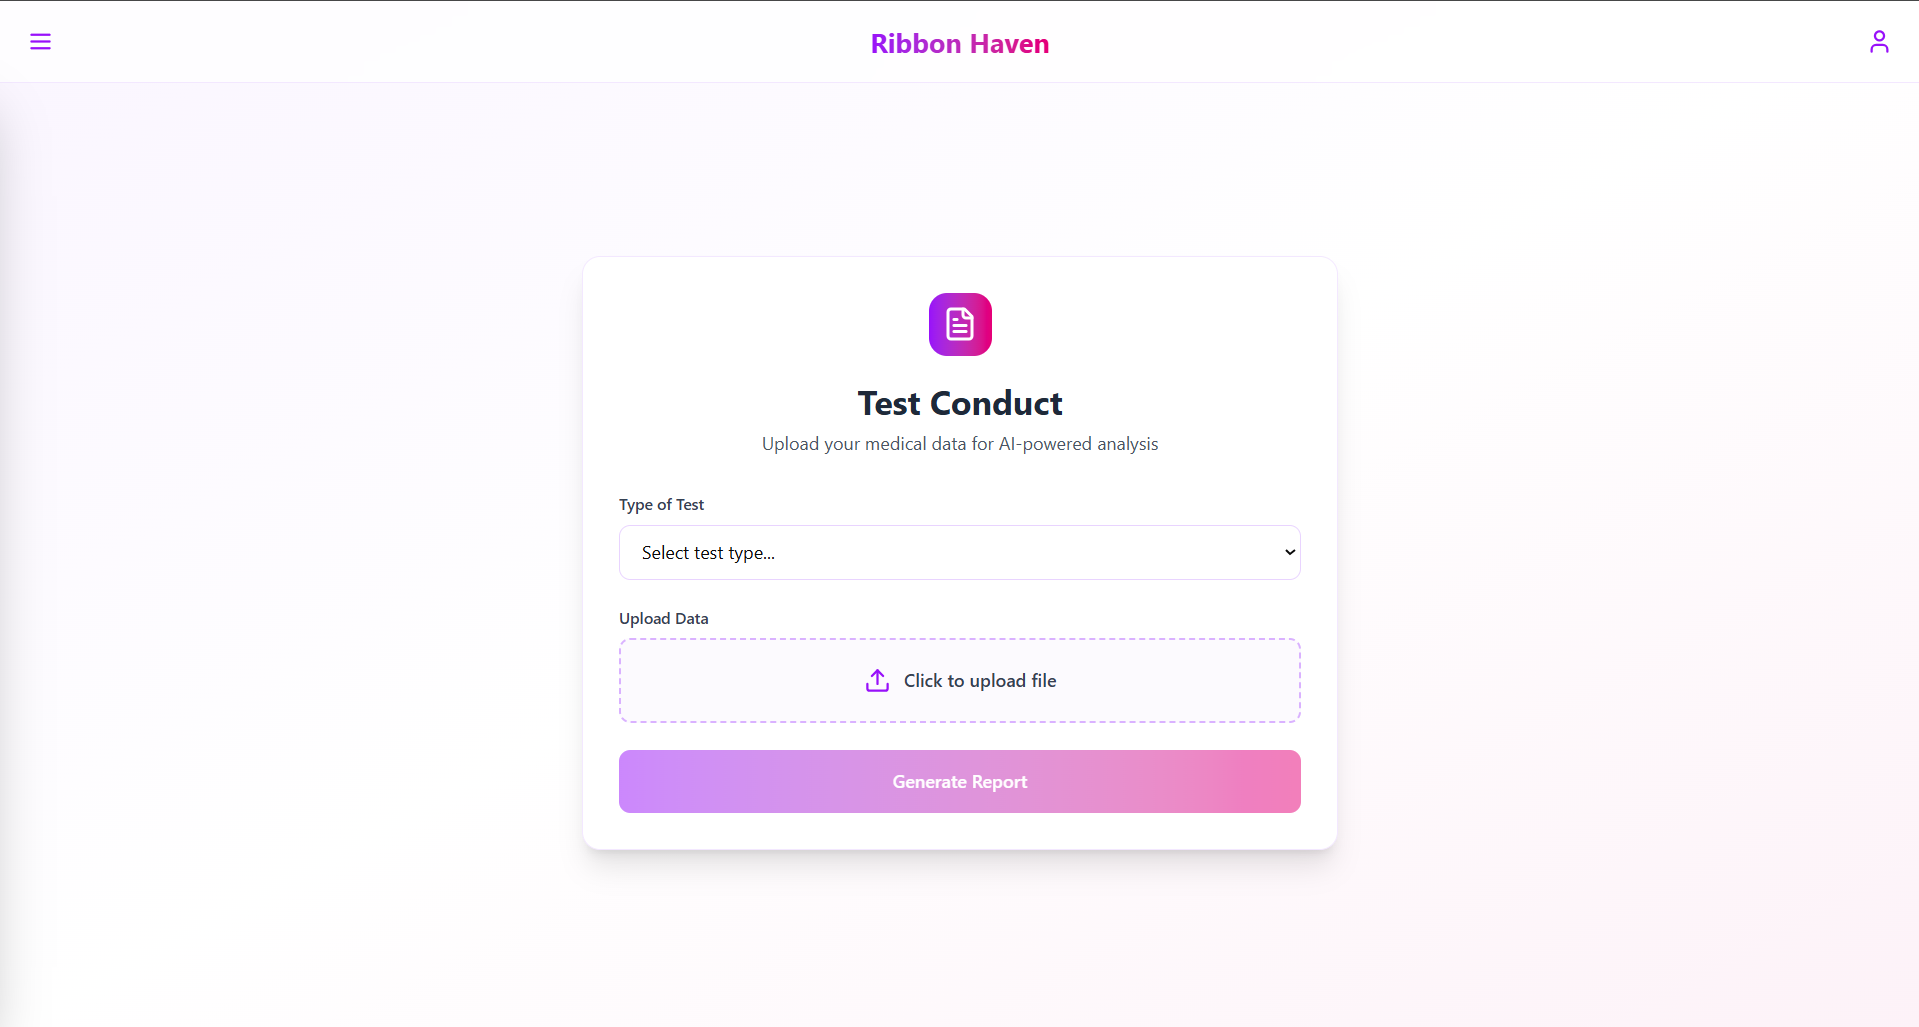 Ribbon Haven
Test Conduct
Upload your medical data for AI-powered analysis
Type of Test
Select test type...
Upload Data
Click to upload file
Generate Report